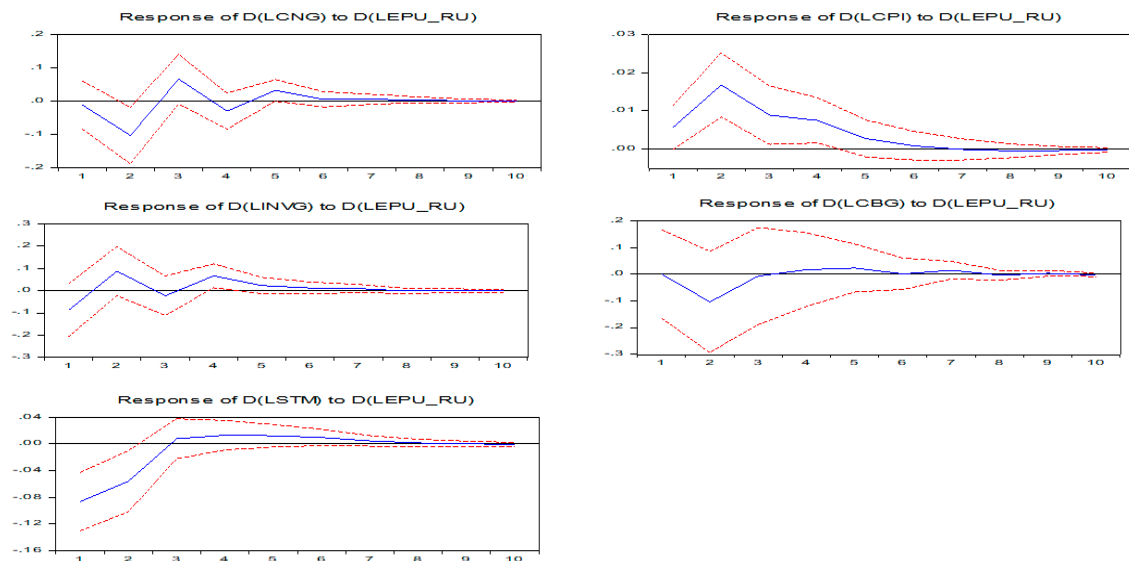 Response of D(LCNG) to D(LEPU_RU)
.2
.1
.0
-.1
-.2
1 2 3 4 5 6 7 8 9 10
Response of D(LCPI) to D(LEPU_RU)
.03
.02
.01
.00
1 2 3 4 5 6 7 8 9 10
Response of D(LINVG) to D(LEPU_RU)
.3
.2
.1
.0
-.1
-.2
-.3
1 2 3 4 5 6 7 8 9 10
Response of D(LCBG) to D(LEPU_RU)
.2
.1
.0
-.1
-.2
-.3
1 2 3 4 5 6 7 8 9 10
Response of D(LSTM) to D(LEPU_RU)
.04
.00
-.04
-.08
-.12
-.16
1 2 3 4 5 6 7 8 9 10